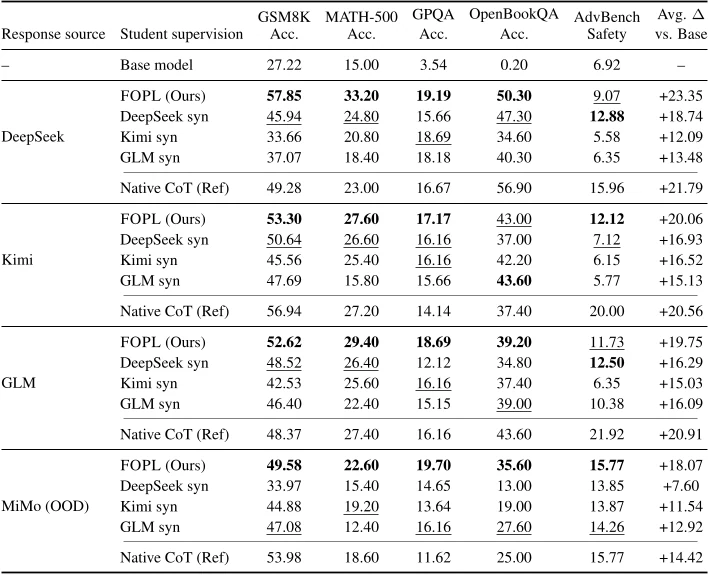 Response source Student supervision GSM8K Acc. MATH-500 Acc. GPQA Acc. OpenBookQA Acc. AdvBench Safety Avg. Δ vs. Base
– Base model 27.22 15.00 3.54 0.20 6.92 –
DeepSeek
FOPL (Ours) 57.85 33.20 19.19 50.30 9.07 +23.35
DeepSeek syn 45.94 24.80 15.66 47.30 12.88 +18.74
Kimi syn 33.66 20.80 18.69 34.60 5.58 +12.09
GLM syn 37.07 18.40 18.18 40.30 6.35 +13.48
Native CoT (Ref) 49.28 23.00 16.67 56.90 15.96 +21.79
Kimi
FOPL (Ours) 53.30 27.60 17.17 43.00 12.12 +20.06
DeepSeek syn 50.64 26.60 16.16 37.00 7.12 +16.93
Kimi syn 45.56 25.40 16.16 42.20 6.15 +16.52
GLM syn 47.69 15.80 15.66 43.60 5.77 +15.13
Native CoT (Ref) 56.94 27.20 14.14 37.40 20.00 +20.56
GLM
FOPL (Ours) 52.62 29.40 18.69 39.20 11.73 +19.75
DeepSeek syn 48.52 26.40 12.12 34.80 12.50 +16.29
Kimi syn 42.53 25.60 16.16 37.40 6.35 +15.03
GLM syn 46.40 22.40 15.15 39.00 10.38 +16.09
Native CoT (Ref) 48.37 27.40 16.16 43.60 21.92 +20.91
MiMo (OOD)
FOPL (Ours) 49.58 22.60 19.70 35.60 15.77 +18.07
DeepSeek syn 33.97 15.40 14.65 13.00 13.85 +7.60
Kimi syn 44.88 19.20 13.64 19.00 13.87 +11.54
GLM syn 47.08 12.40 16.16 27.60 14.26 +12.92
Native CoT (Ref) 53.98 18.60 11.62 25.00 15.77 +14.42